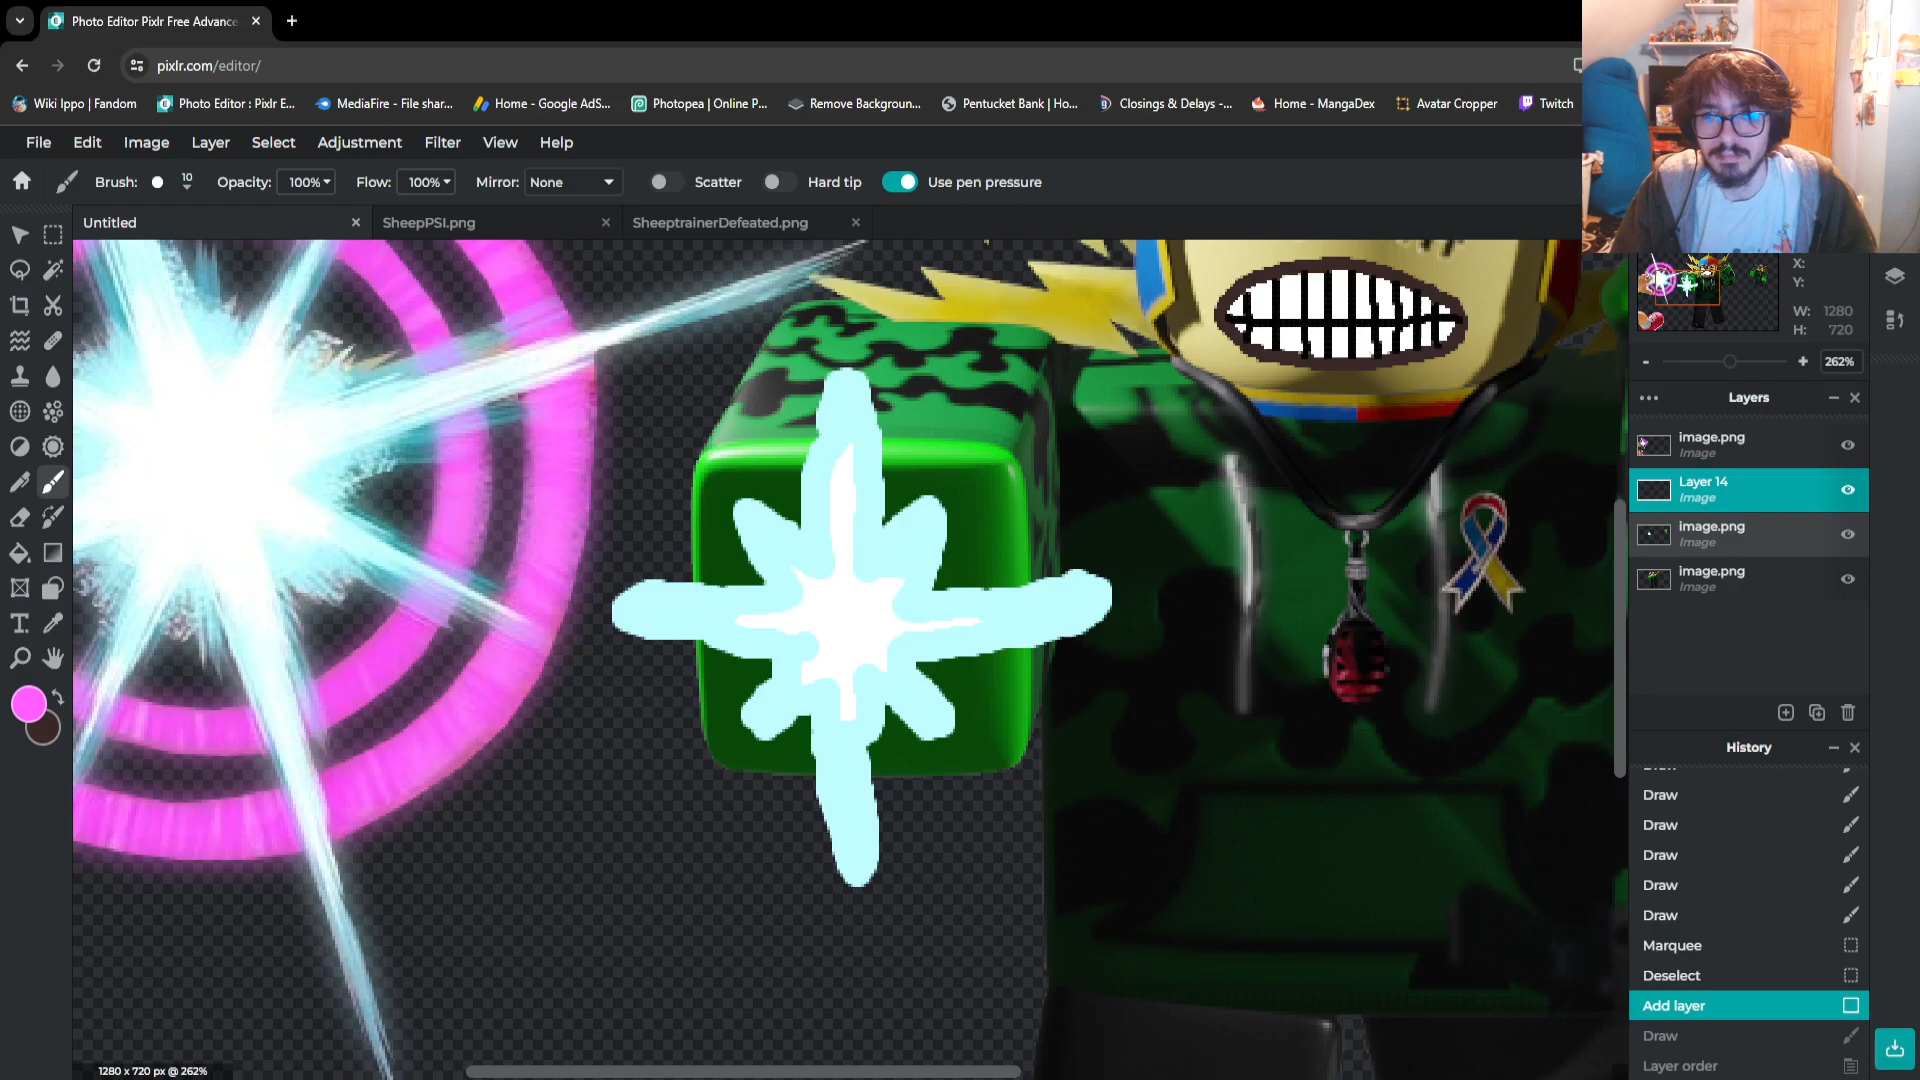 Photo Editor Pixlr Free Advance
pixlr.com/editor/
Wiki Ippo | Fandom
Photo Editor : Pixlr E...
MediaFire - File shar...
Home - Google AdS...
Photopea | Online P...
Remove Backgroun...
Pentucket Bank | Ho...
Closings & Delays -...
Home - MangaDex
Avatar Cropper
Twitch
File Edit Image Layer Select Adjustment Filter View Help
Brush: 10 Opacity: 100% Flow: 100% Mirror: None Scatter Hard tip Use pen pressure
Untitled
SheepPSI.png
SheeptrainerDefeated.png
X:
Y:
W: 1280
H: 720
262%
Layers
image.png
Image
Layer 14
Image
image.png
Image
image.png
Image
History
Draw
Draw
Draw
Draw
Draw
Draw
Marquee
Deselect
Add layer
Draw
Layer order
1280 x 720 px @ 262%